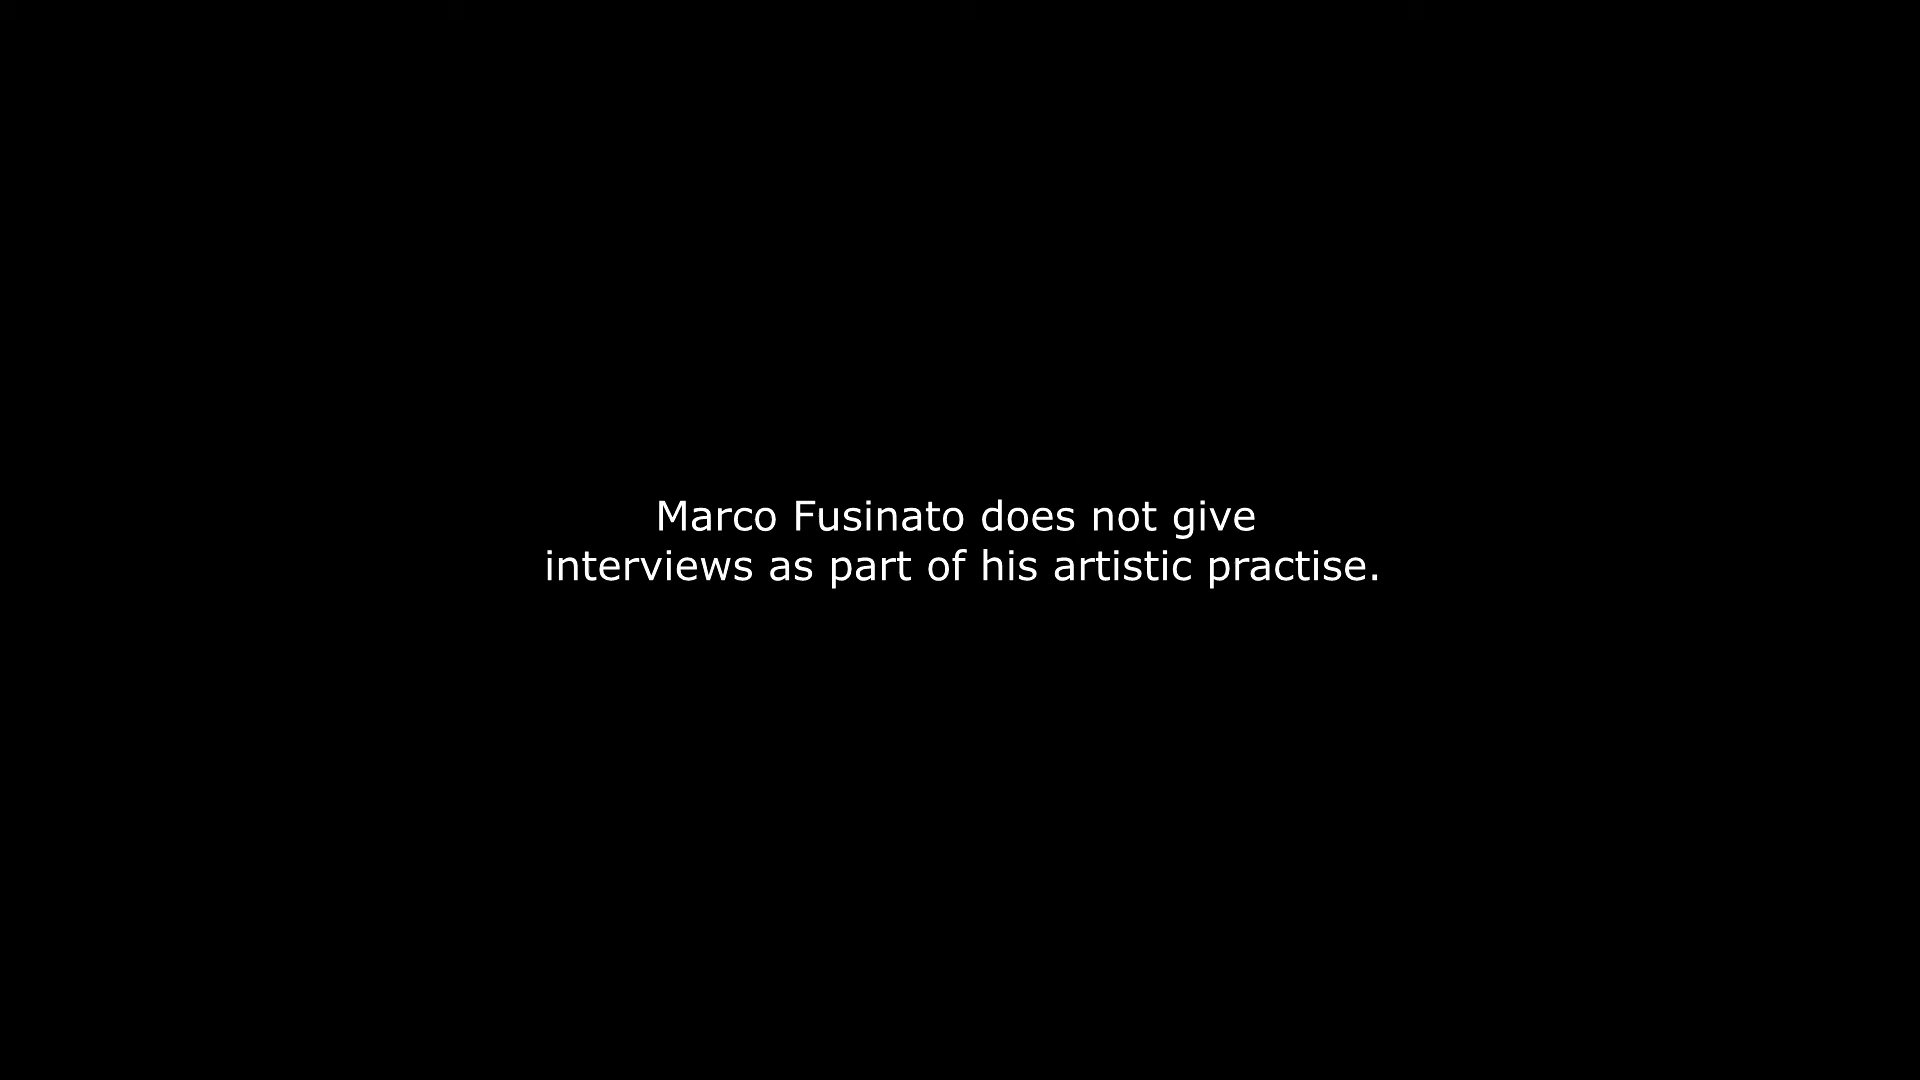 Marco Fusinato does not give
interviews as part of his artistic practise.